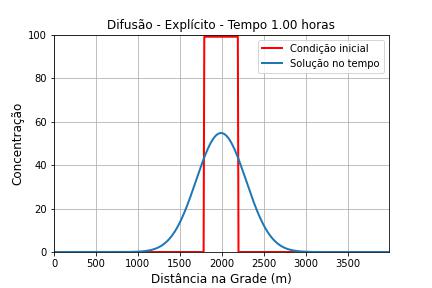 Difusão - Explícito - Tempo 1.00 horas
Condição inicial
Solução no tempo
Concentração
100
80
60
40
20
0
0 500 1000 1500 2000 2500 3000 3500
Distância na Grade (m)